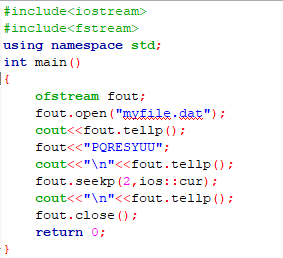 #include<iostream>
#include<fstream>
using namespace std;
int main()
{
ofstream fout;
fout.open("myfile.dat");
cout<<fout.tellp();
fout<<"PQRESYUU";
cout<<"\n"<<fout.tellp();
fout.seekp(2,ios::cur);
cout<<"\n"<<fout.tellp();
fout.close();
return 0;
}